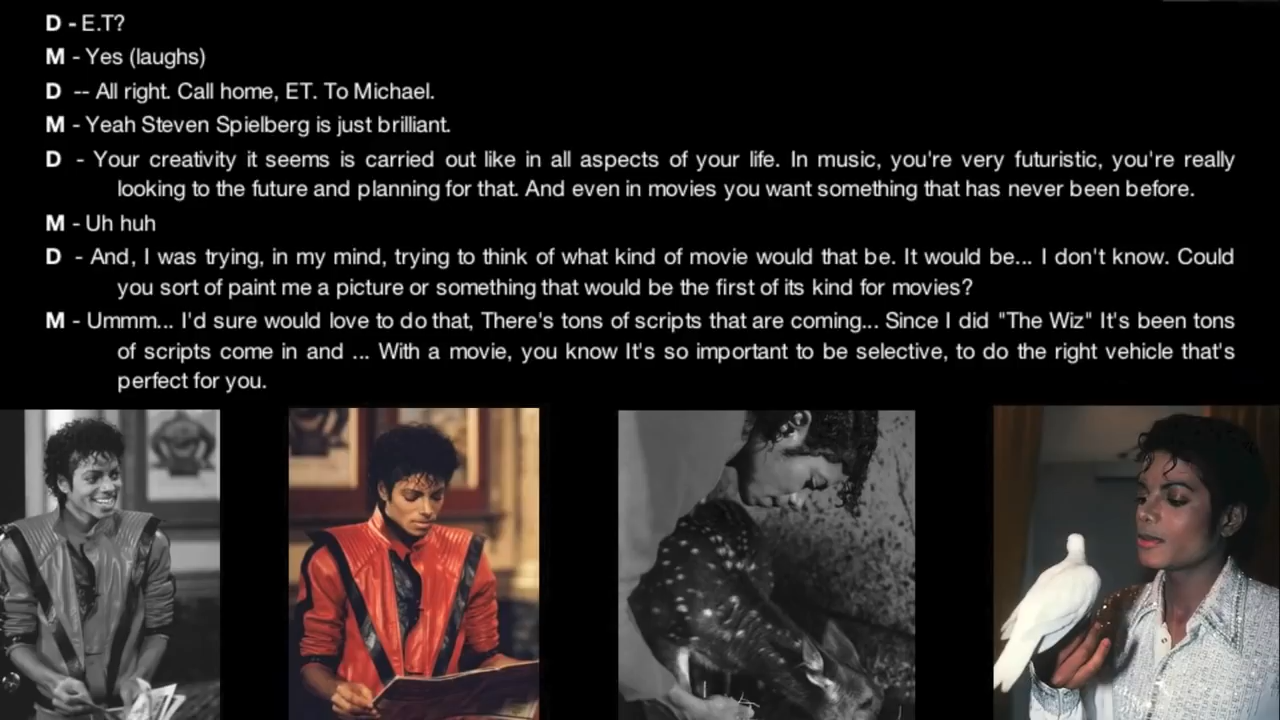 D - E.T?
M - Yes (laughs)
D -- All right. Call home, ET. To Michael.
M - Yeah Steven Spielberg is just brilliant.
D - Your creativity it seems is carried out like in all aspects of your life. In music, you're very futuristic, you're really
looking to the future and planning for that. And even in movies you want something that has never been before.
M - Uh huh
D - And, I was trying, in my mind, trying to think of what kind of movie would that be. It would be... I don't know. Could
you sort of paint me a picture or something that would be the first of its kind for movies?
M - Ummm... I'd sure would love to do that, There's tons of scripts that are coming... Since I did "The Wiz" It's been tons
of scripts come in and ... With a movie, you know It's so important to be selective, to do the right vehicle that's
perfect for you.